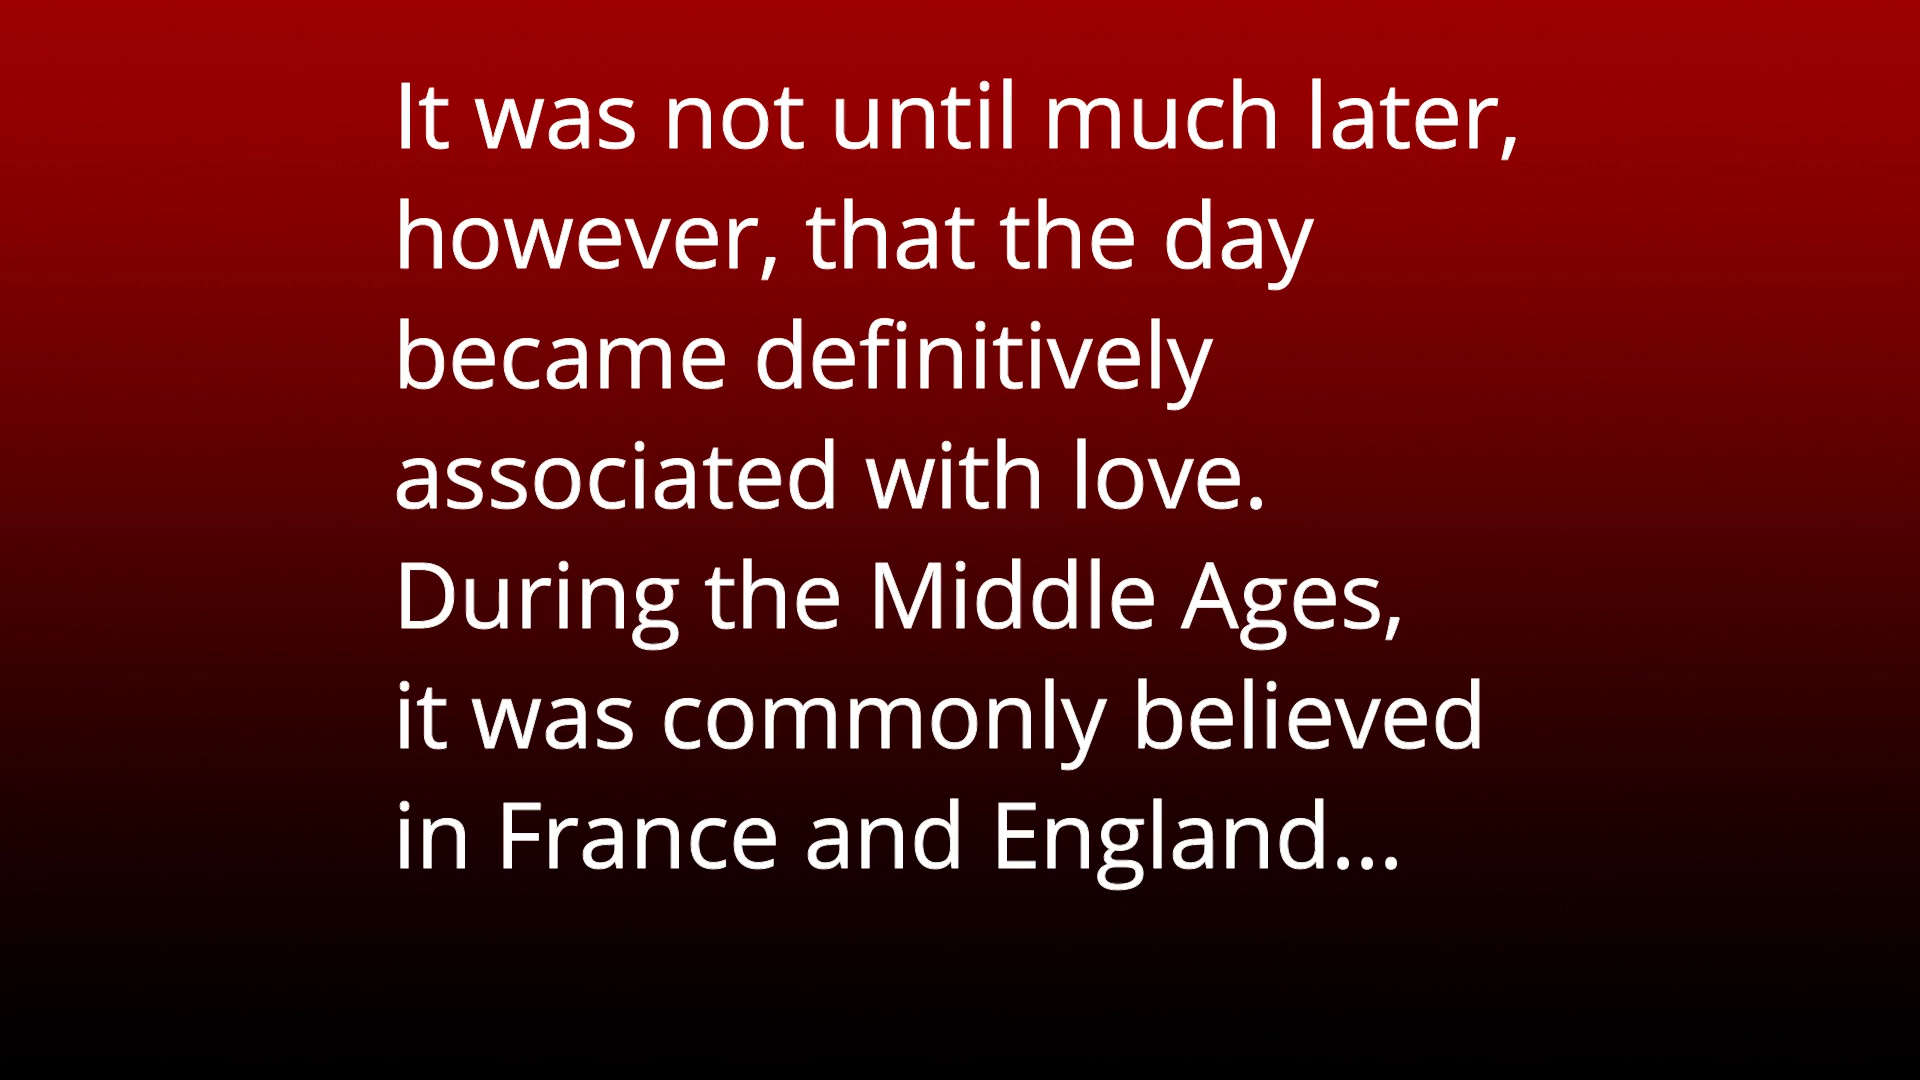 It was not until much later,
however, that the day
became definitively
associated with love.
During the Middle Ages,
it was commonly believed
in France and England...